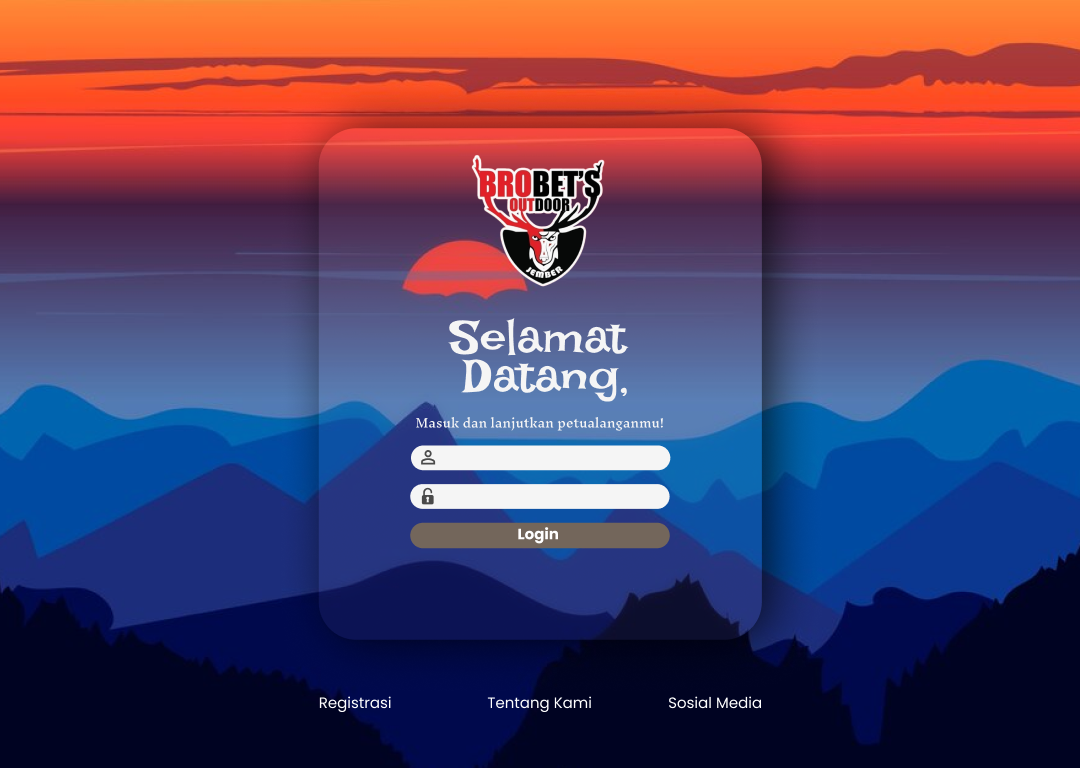 BROBET'S
OUTDOOR
JEMBER
Selamat
Datang,
Masuk dan lanjutkan petualanganmu!
Login
Registrasi
Tentang Kami
Sosial Media